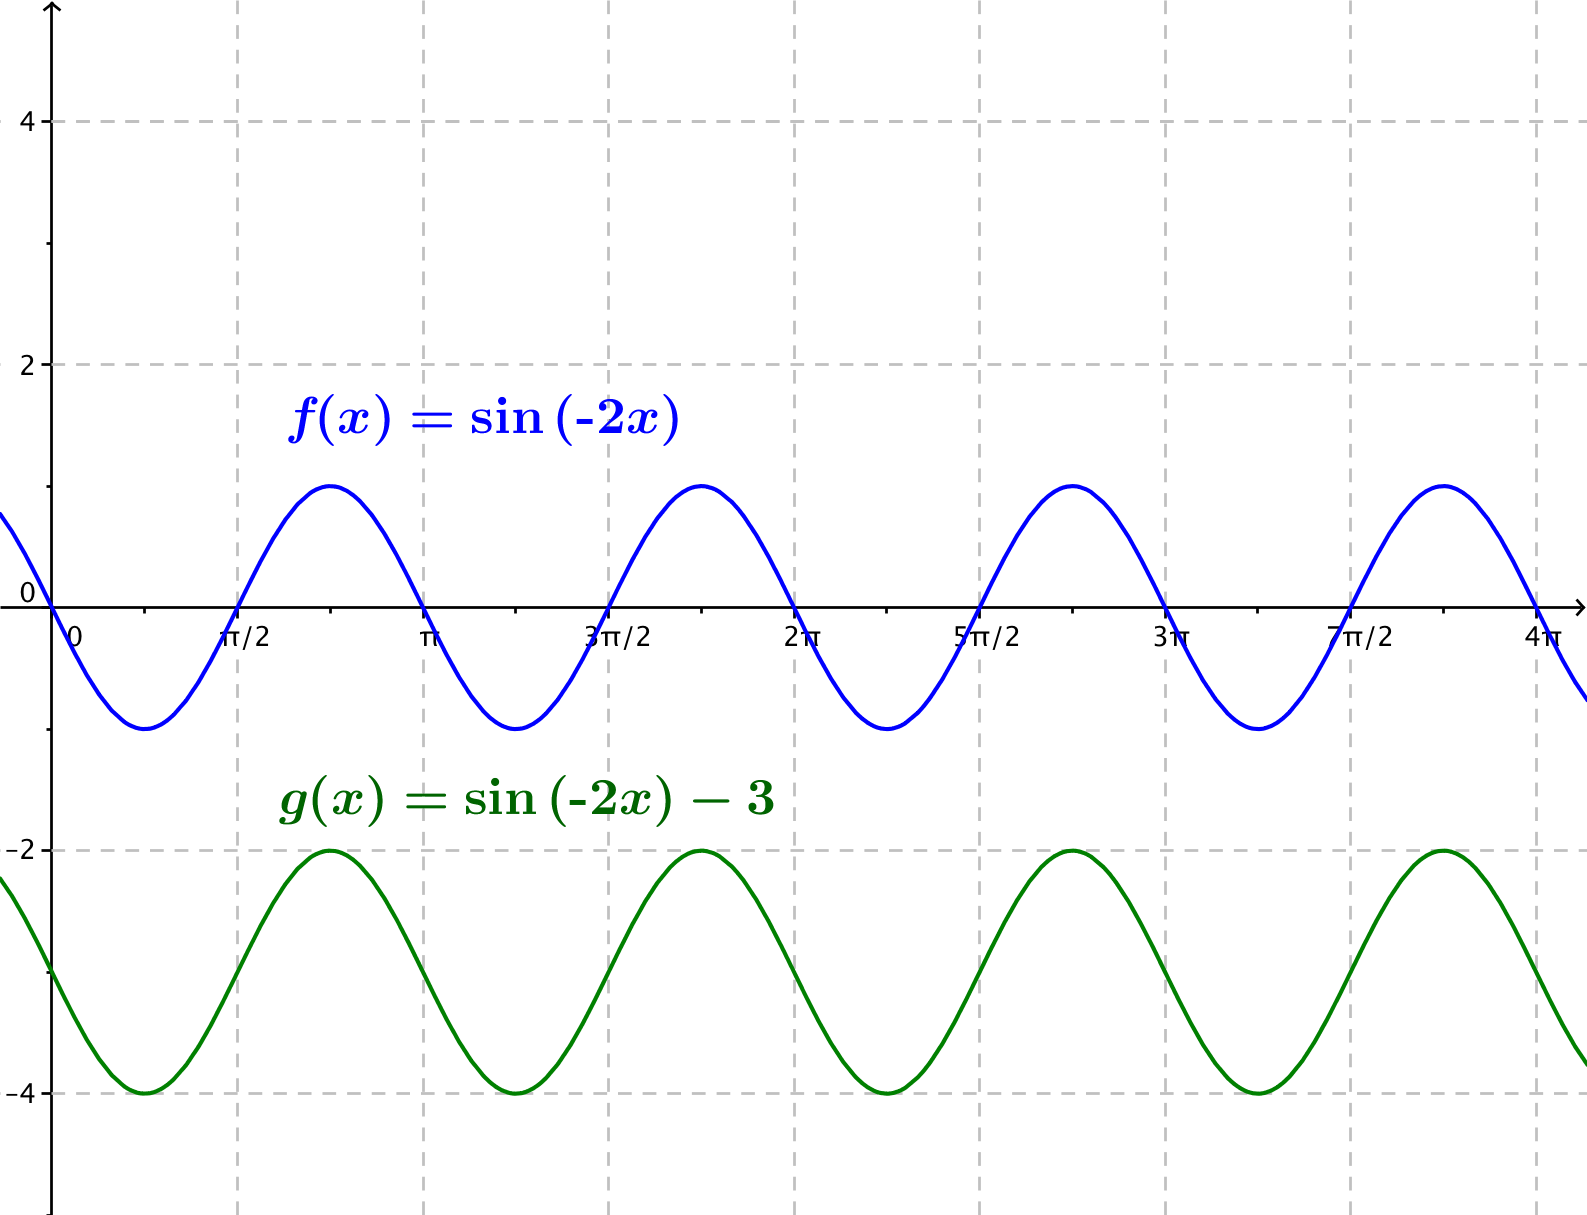 4
2
f(x) = sin (-2x)
0
0 π/2 π 3π/2 2π 5π/2 3π 7π/2 4π
g(x) = sin (-2x) − 3
–2
–4